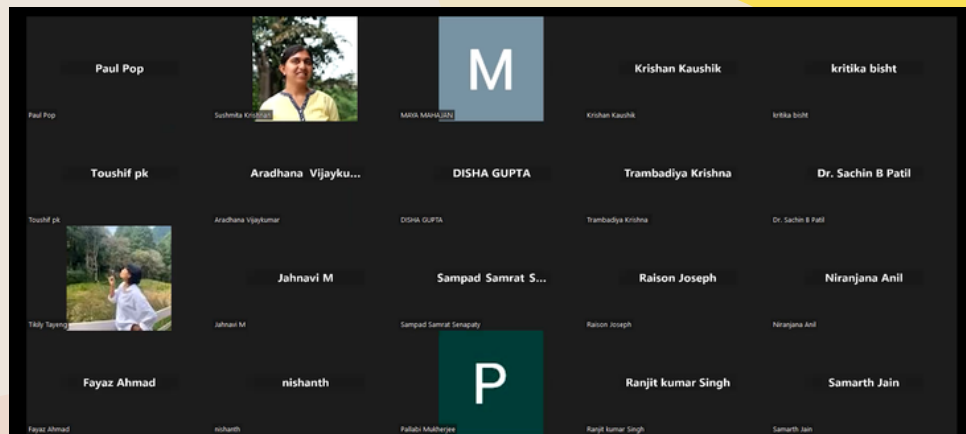 Paul Pop
M
Krishan Kaushik
kritika bisht
Paul Pop
Sushmita Krishnan
MAYA MAHAJAN
Krishan Kaushik
kritika bisht
Toushif pk
Aradhana Vijayku...
DISHA GUPTA
Trambadiya Krishna
Dr. Sachin B Patil
Toushif pk
Aradhana Vijaykumar
DISHA GUPTA
Trambadiya Krishna
Dr. Sachin B Patil
Jahnavi M
Sampad Samrat S...
Raison Joseph
Niranjana Anil
Tikily Tayeng
Jahnavi M
Sampad Samrat Senapaty
Raison Joseph
Niranjana Anil
Fayaz Ahmad
nishanth
P
Ranjit kumar Singh
Samarth Jain
Fayaz Ahmad
nishanth
Pallabi Mukherjee
Ranjit kumar Singh
Samarth Jain